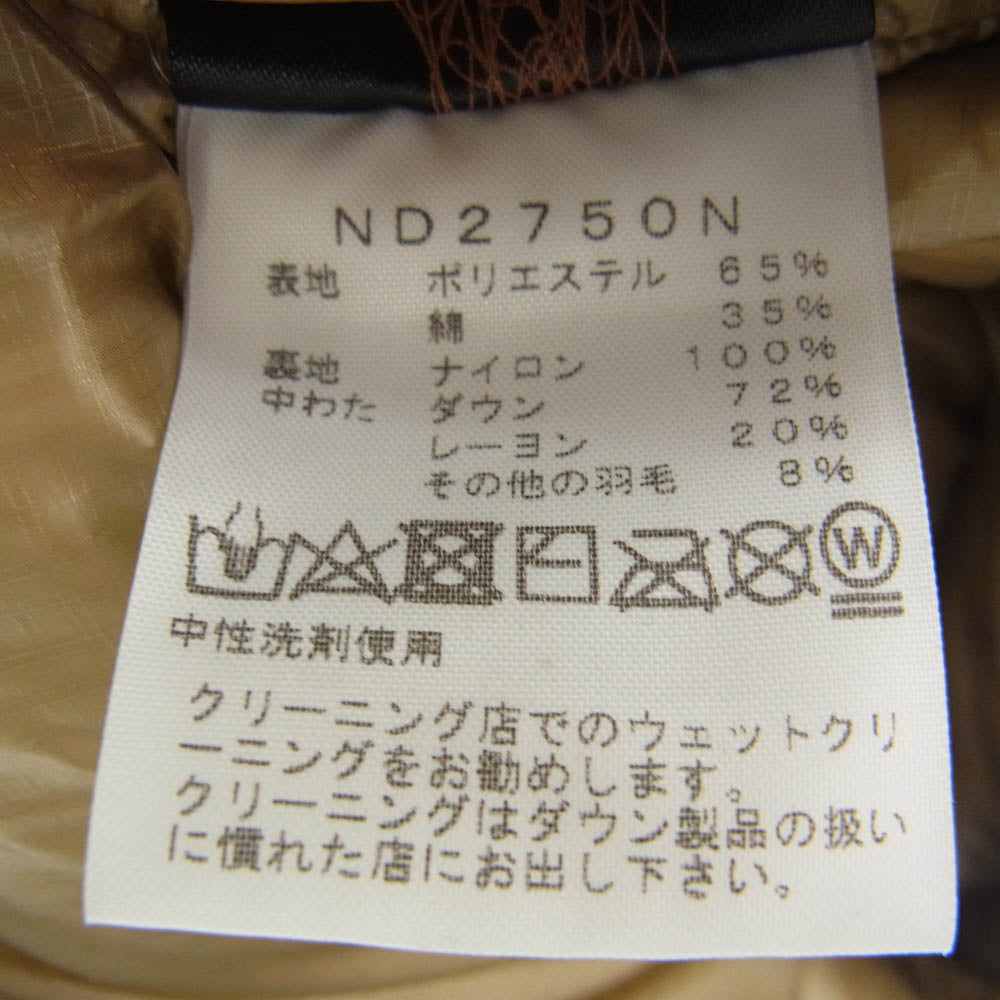 ND2750N
表地 ポリエステル 65%
綿 35%
裏地 ナイロン 100%
中わた ダウン 72%
レーヨン 20%
その他の羽毛 8%
W
中性洗剤使用
クリーニング店でのウェットクリ
ーニングをお勧めします。
クリーニングはダウン製品の扱い
に慣れた店にお出し下さい。